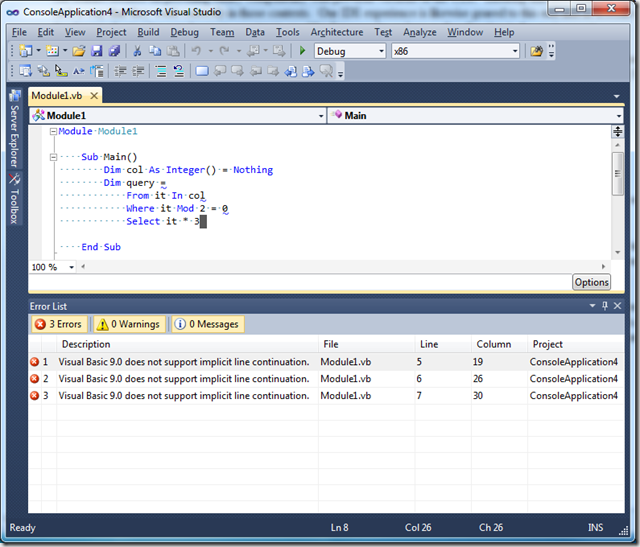 ConsoleApplication4 - Microsoft Visual Studio
File Edit View Project Build Debug Team Data Tools Architecture Test Analyze Window Help
Debug x86
Server Explorer
Toolbox
Module1.vb
Module1 Main
Module Module1
Sub Main()
Dim col As Integer() = Nothing
Dim query =
From it In col
Where it Mod 2 = 0
Select it * 3
End Sub
100 %
Options
Error List
3 Errors 0 Warnings 0 Messages
Description File Line Column Project
1 Visual Basic 9.0 does not support implicit line continuation. Module1.vb 5 19 ConsoleApplication4
2 Visual Basic 9.0 does not support implicit line continuation. Module1.vb 6 26 ConsoleApplication4
3 Visual Basic 9.0 does not support implicit line continuation. Module1.vb 7 30 ConsoleApplication4
Ready Ln 8 Col 26 Ch 26 INS